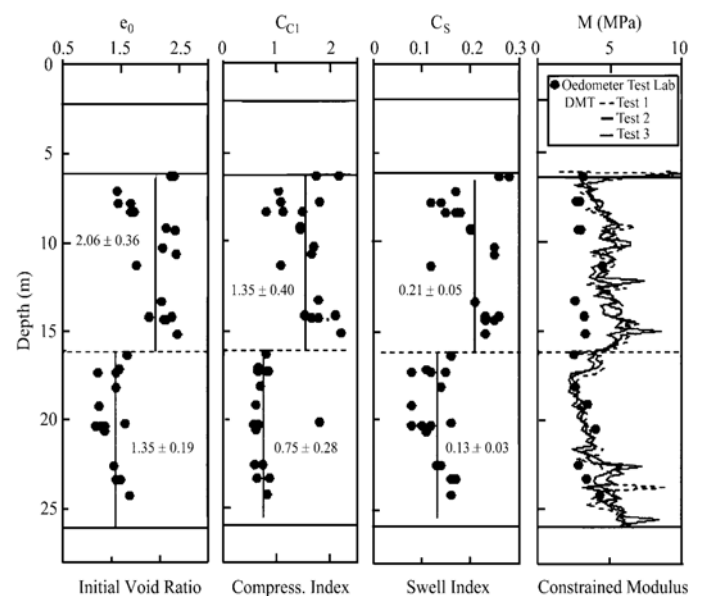 e₀ C_C1 C_S M (MPa)
0.5 1.5 2.5 0 1 2 0 0.1 0.2 0.3 0 5 10
0
5
10
15
20
25
Depth (m)
2.06 ± 0.36
1.35 ± 0.19
1.35 ± 0.40
0.75 ± 0.28
0.21 ± 0.05
0.13 ± 0.03
Oedometer Test Lab
DMT Test 1
Test 2
Test 3
Initial Void Ratio Compress. Index Swell Index Constrained Modulus